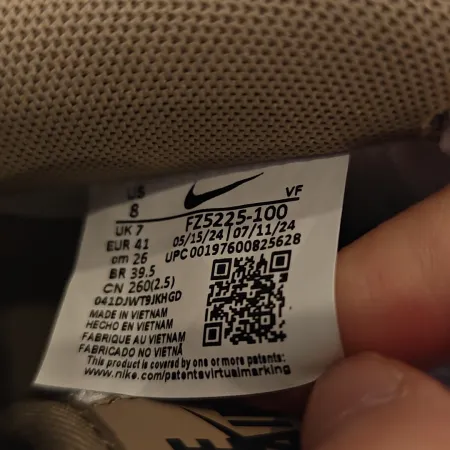 US
8
VF
UK 7
FZ5225-100
EUR 41
05/15/24 | 07/11/24
cm 26
UPC 00197600825628
BR 39.5
CN 260(2.5)
041DJWT9JKHGD
MADE IN VIETNAM
HECHO EN VIETNAM
FABRIQUE AU VIETNAM
FABRICADO NO VIETNÃ
This product is covered by one or more patents:
www.nike.com/patentsvirtualmarking